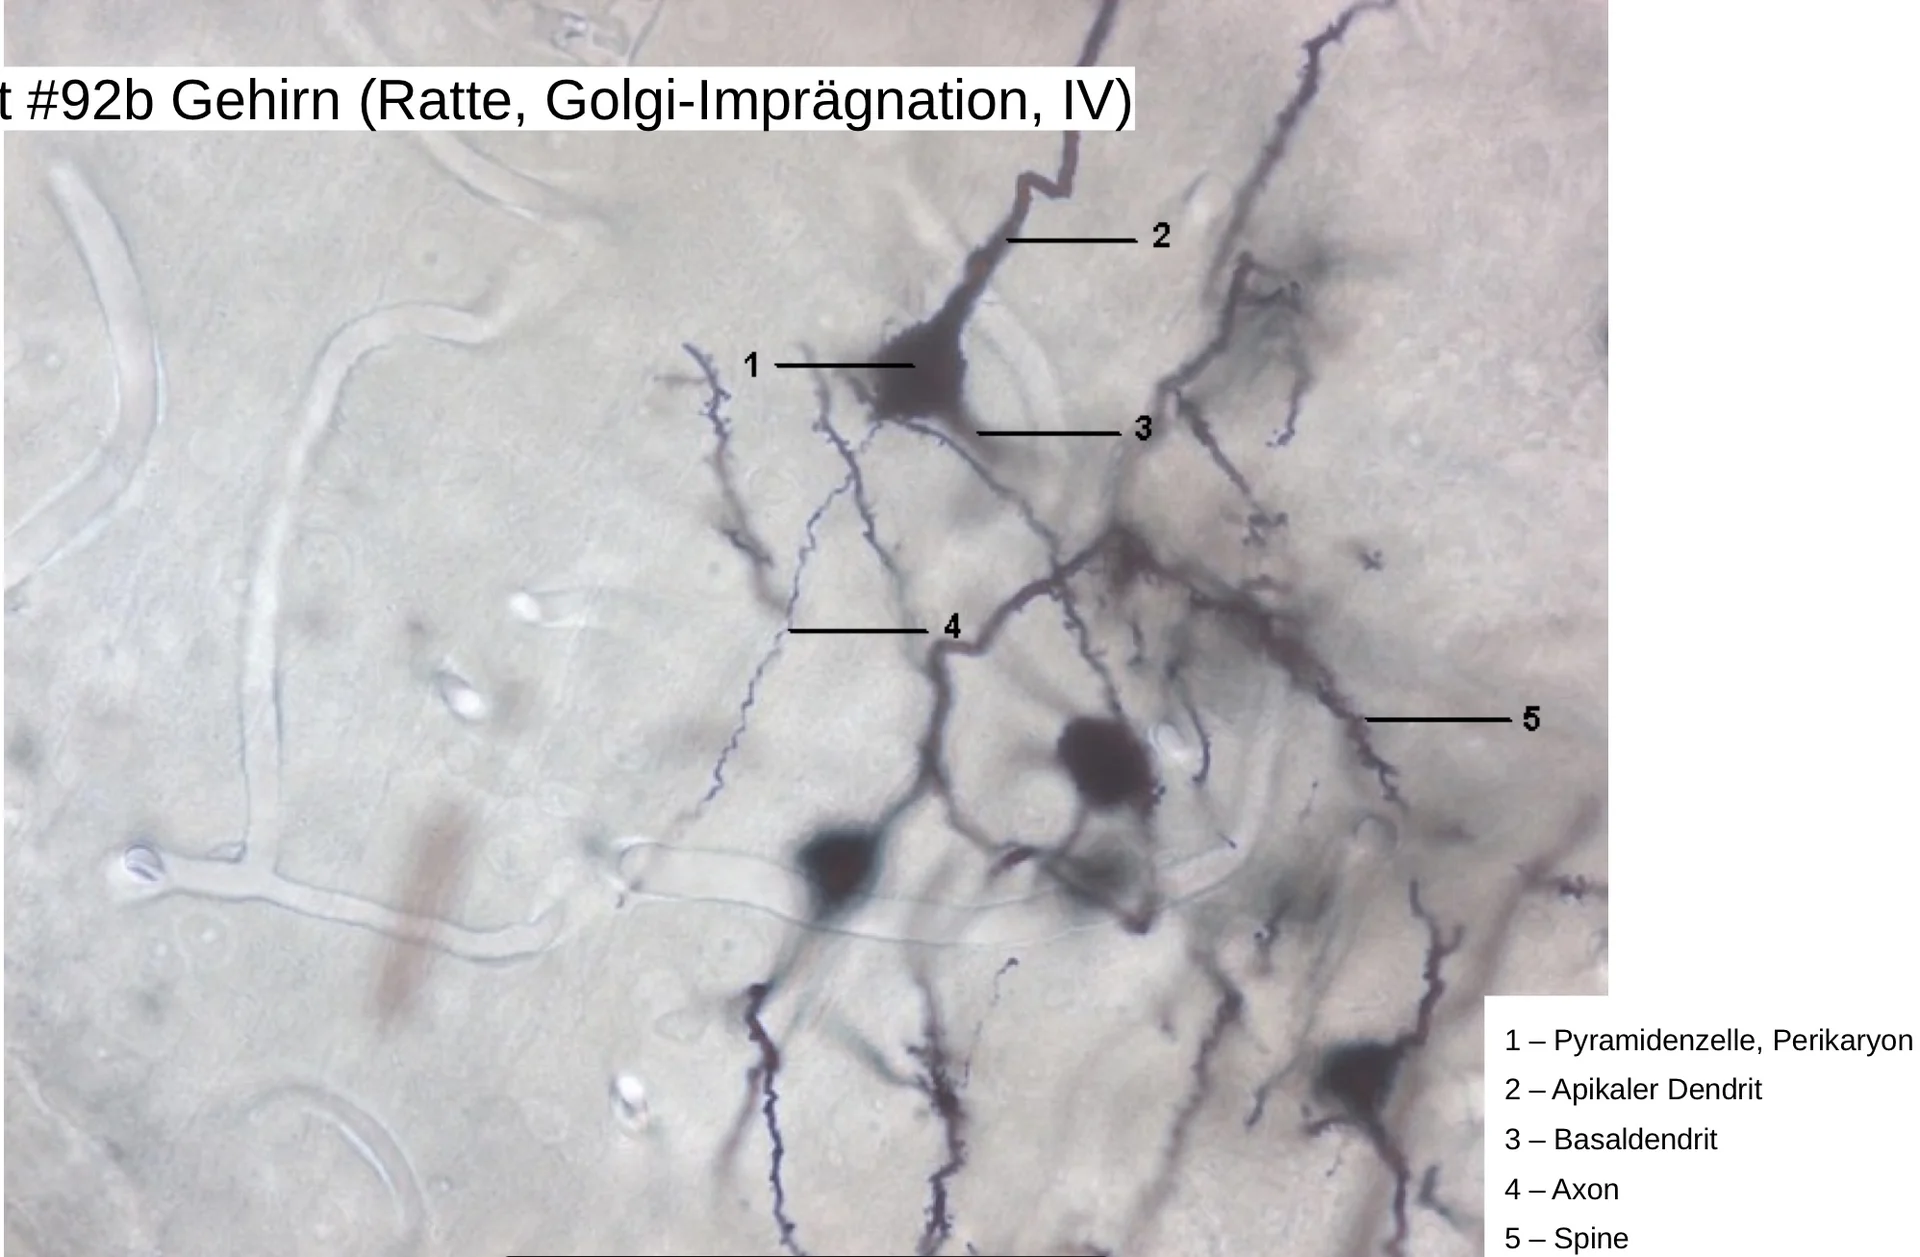 t #92b Gehirn (Ratte, Golgi-Imprägnation, IV)
2
1
3
4
5
1 – Pyramidenzelle, Perikaryon
2 – Apikaler Dendrit
3 – Basaldendrit
4 – Axon
5 – Spine